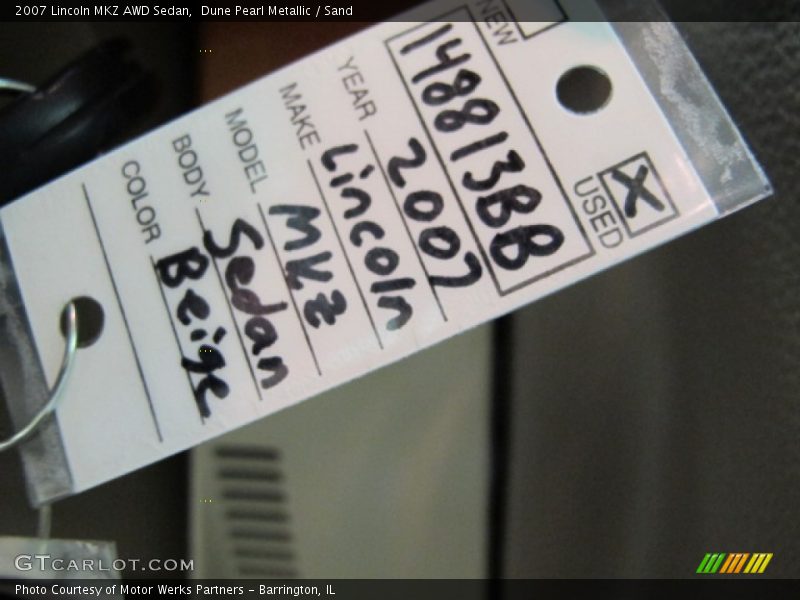 2007 Lincoln MKZ AWD Sedan,  Dune Pearl Metallic / Sand
NEW
USED X
148813BB
YEAR 2007
MAKE Lincoln
MODEL MKZ
BODY Sedan
COLOR Beige
GTCARLOT.COM
Photo Courtesy of Motor Werks Partners - Barrington, IL